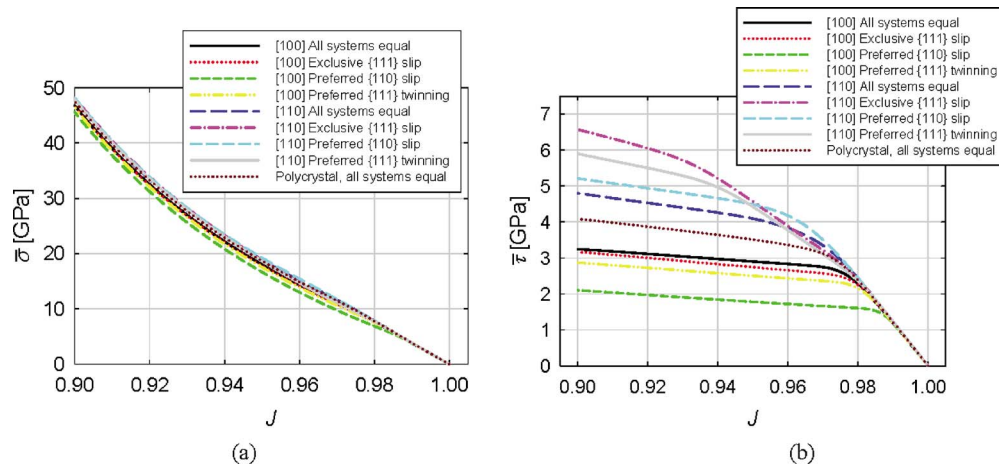 [100] All systems equal
[100] Exclusive {111} slip
[100] Preferred {110} slip
[100] Preferred {111} twinning
[110] All systems equal
[110] Exclusive {111} slip
[110] Preferred {110} slip
[110] Preferred {111} twinning
Polycrystal, all systems equal
50
40
30
20
10
0
σ̅ [GPa]
0.90 0.92 0.94 0.96 0.98 1.00
J
(a)
[100] All systems equal
[100] Exclusive {111} slip
[100] Preferred {110} slip
[100] Preferred {111} twinning
[110] All systems equal
[110] Exclusive {111} slip
[110] Preferred {110} slip
[110] Preferred {111} twinning
Polycrystal, all systems equal
7
6
5
4
3
2
1
0
τ̅ [GPa]
0.90 0.92 0.94 0.96 0.98 1.00
J
(b)